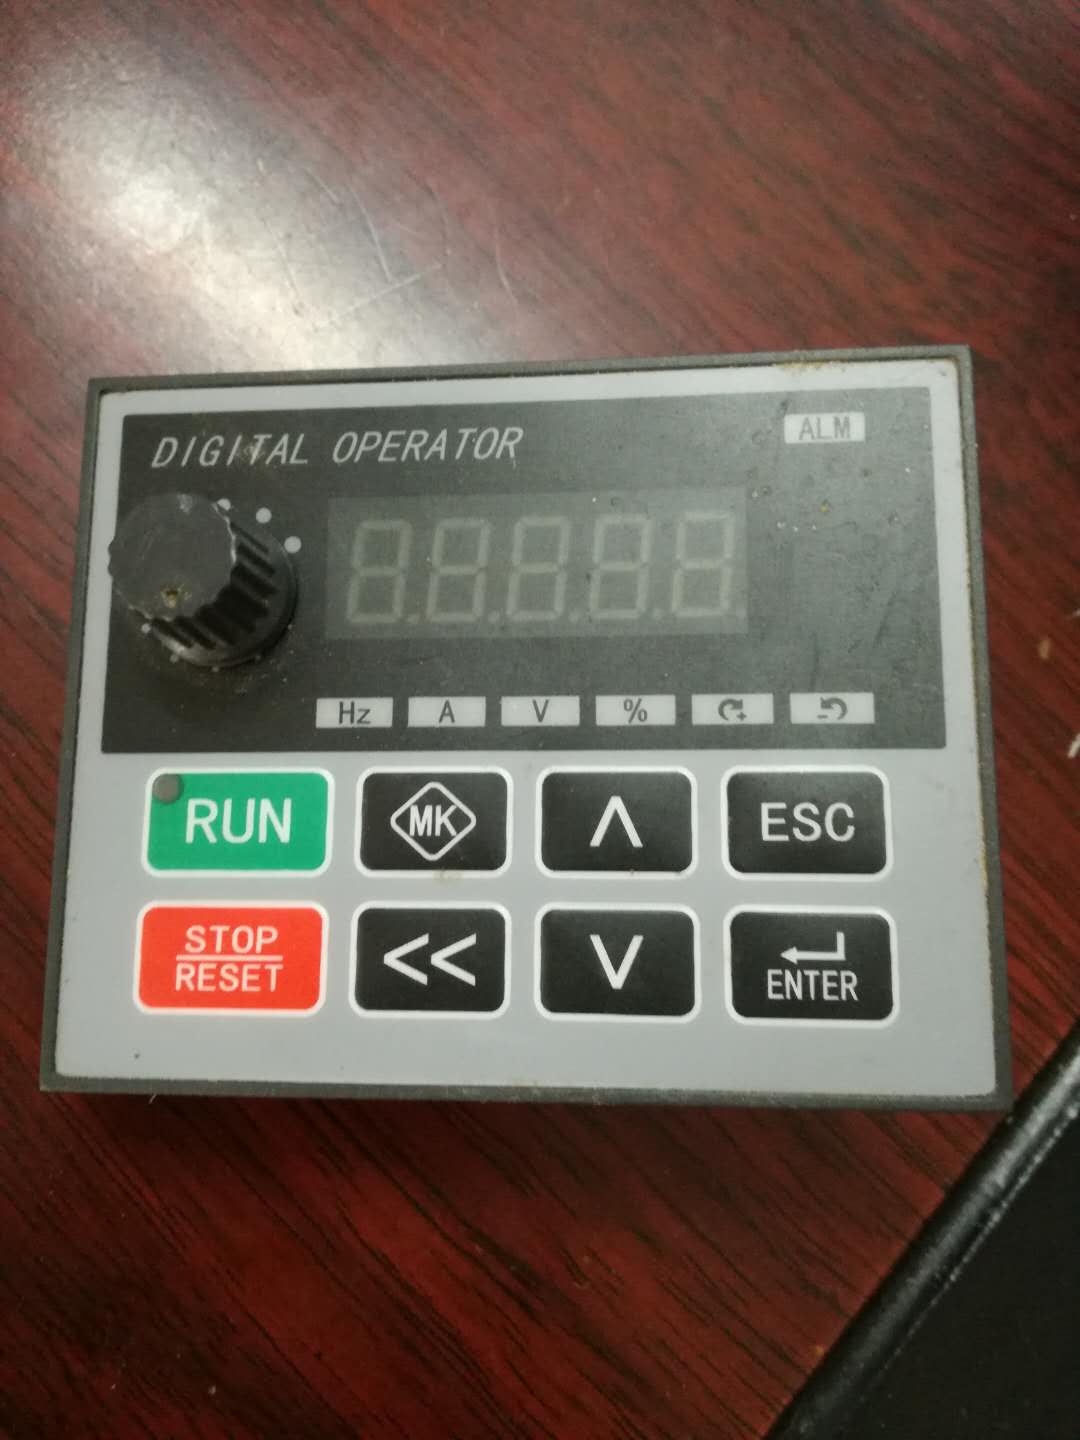 DIGITAL OPERATOR
ALM
Hz A V %
RUN MK ∧ ESC
STOP
RESET
<< ∨
ENTER